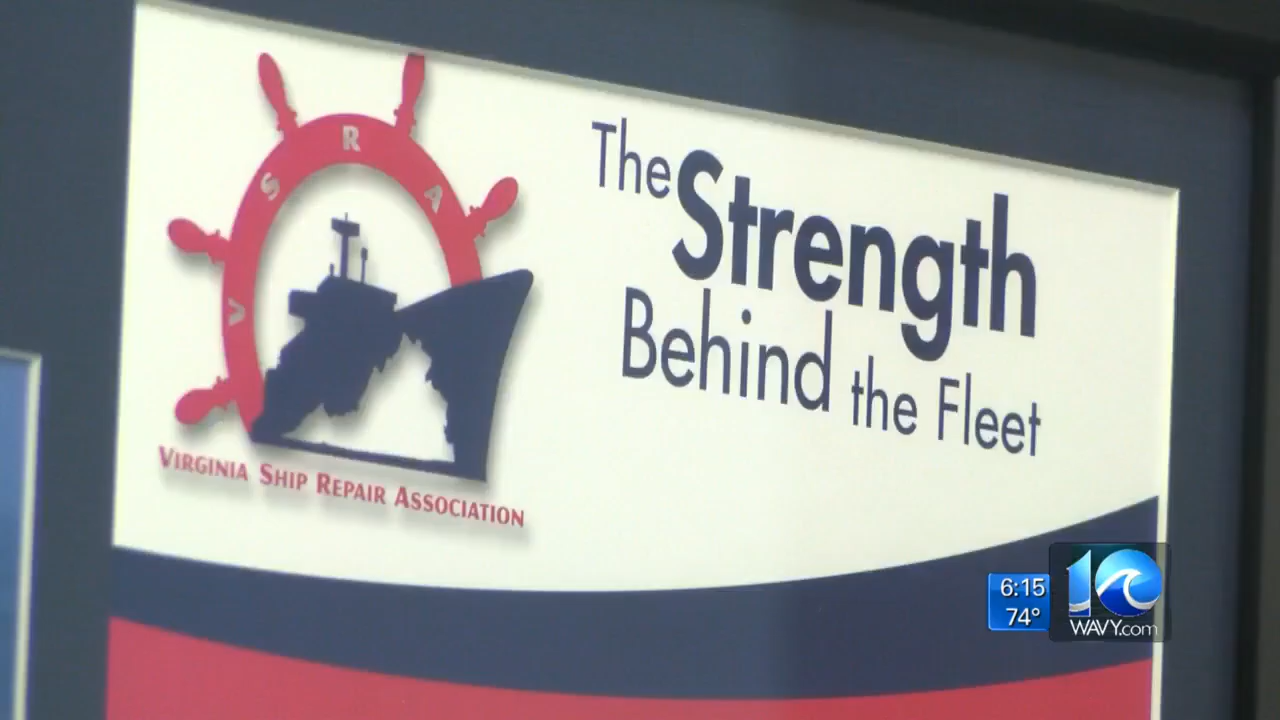 V S R A
VIRGINIA SHIP REPAIR ASSOCIATION
The Strength
Behind the Fleet
6:15
74°
10
WAVY.com